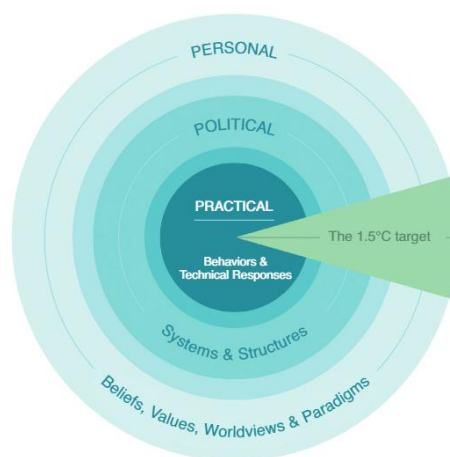 PERSONAL
POLITICAL
PRACTICAL
Behaviors &
Technical Responses
The 1.5°C target
Systems & Structures
Beliefs, Values, Worldviews & Paradigms